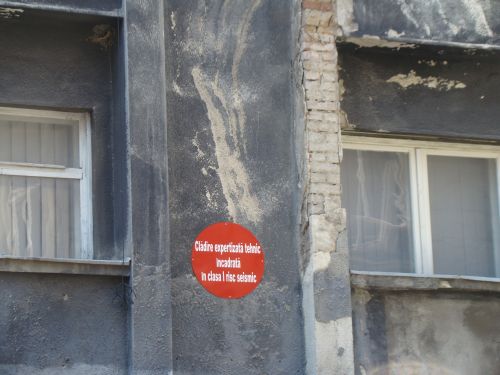 Clădire expertizată tehnic
încadrată
în clasa I risc seismic